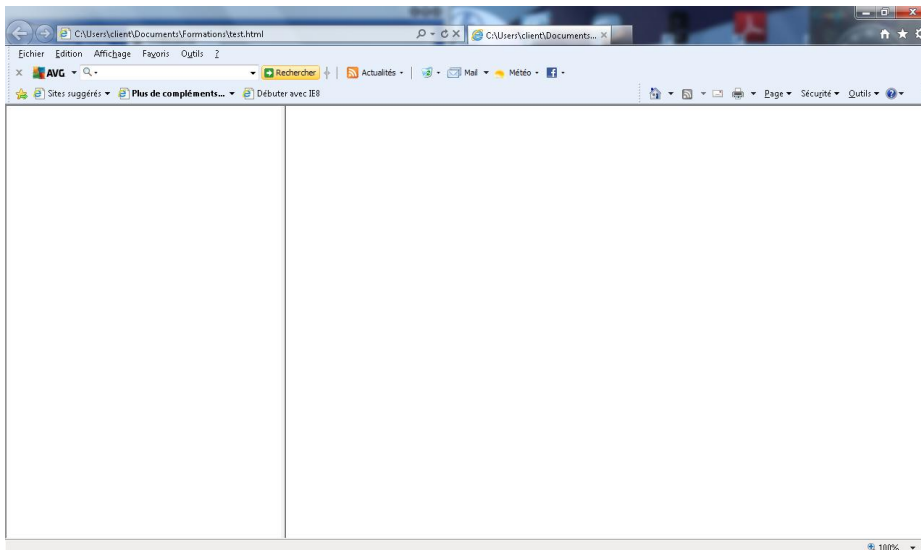 C:\Users\client\Documents\Formations\test.html
C:\Users\client\Documents...
Fichier Edition Affichage Favoris Outils ?
AVG Rechercher Actualités Mail Météo
Sites suggérés Plus de compléments... Débuter avec IE8 Page Sécurité Outils
100%